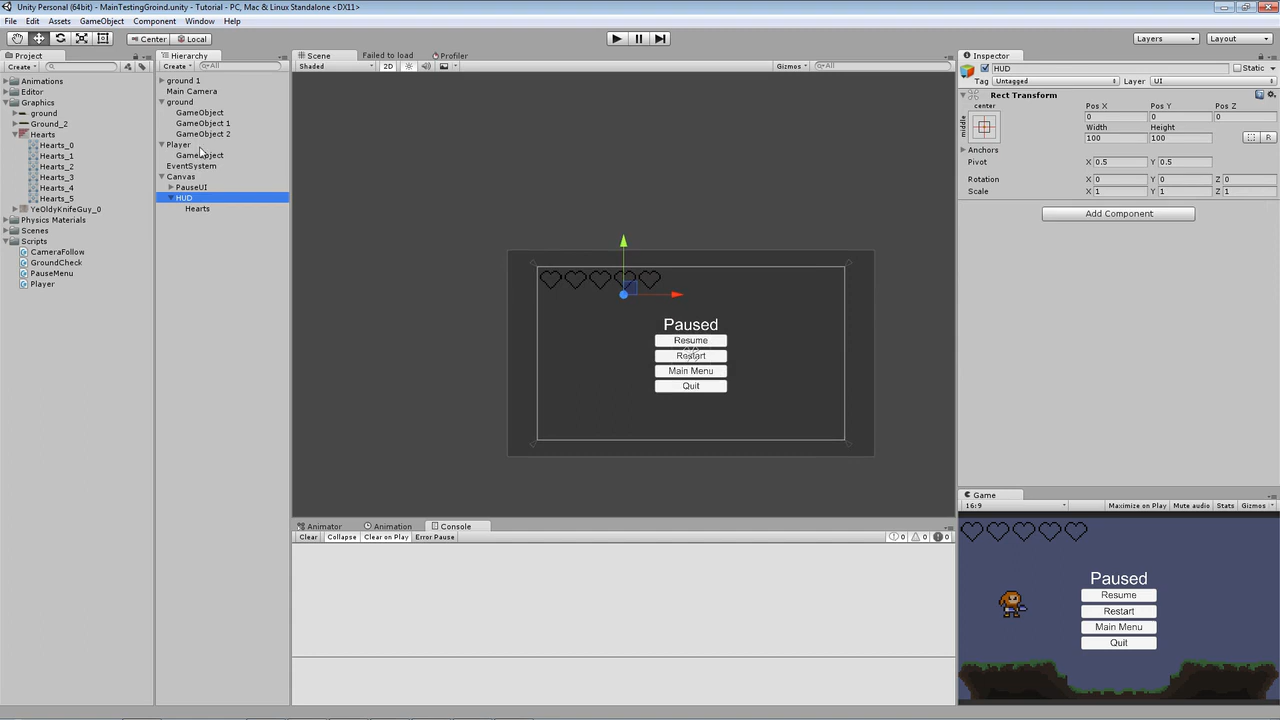 Unity Personal (64bit) - MainTestingGroind.unity - Tutorial - PC, Mac & Linux Standalone <DX11>
File Edit Assets GameObject Component Window Help
Center Local Layers Layout
Project
Create
Animations
Editor
Graphics
ground
Ground_2
Hearts
Hearts_0
Hearts_1
Hearts_2
Hearts_3
Hearts_4
Hearts_5
YeOldyKnifeGuy_0
Physics Materials
Scenes
Scripts
CameraFollow
GroundCheck
PauseMenu
Player
Hierarchy
Create All
ground 1
Main Camera
ground
GameObject
GameObject 1
GameObject 2
Player
GameObject
EventSystem
Canvas
PauseUI
HUD
Hearts
Scene Failed to load Profiler
Shaded 2D Gizmos All
Paused
Resume
Restart
Main Menu
Quit
Animator Animation Console
Clear Collapse Clear on Play Error Pause 0 0 0
Inspector
HUD Static
Tag Untagged Layer UI
Rect Transform
center Pos X Pos Y Pos Z
middle 0 0 0
Width Height
100 100 R
Anchors
Pivot X 0.5 Y 0.5
Rotation X 0 Y 0 Z 0
Scale X 1 Y 1 Z 1
Add Component
Game
16:9 Maximize on Play Mute audio Stats Gizmos
Paused
Resume
Restart
Main Menu
Quit